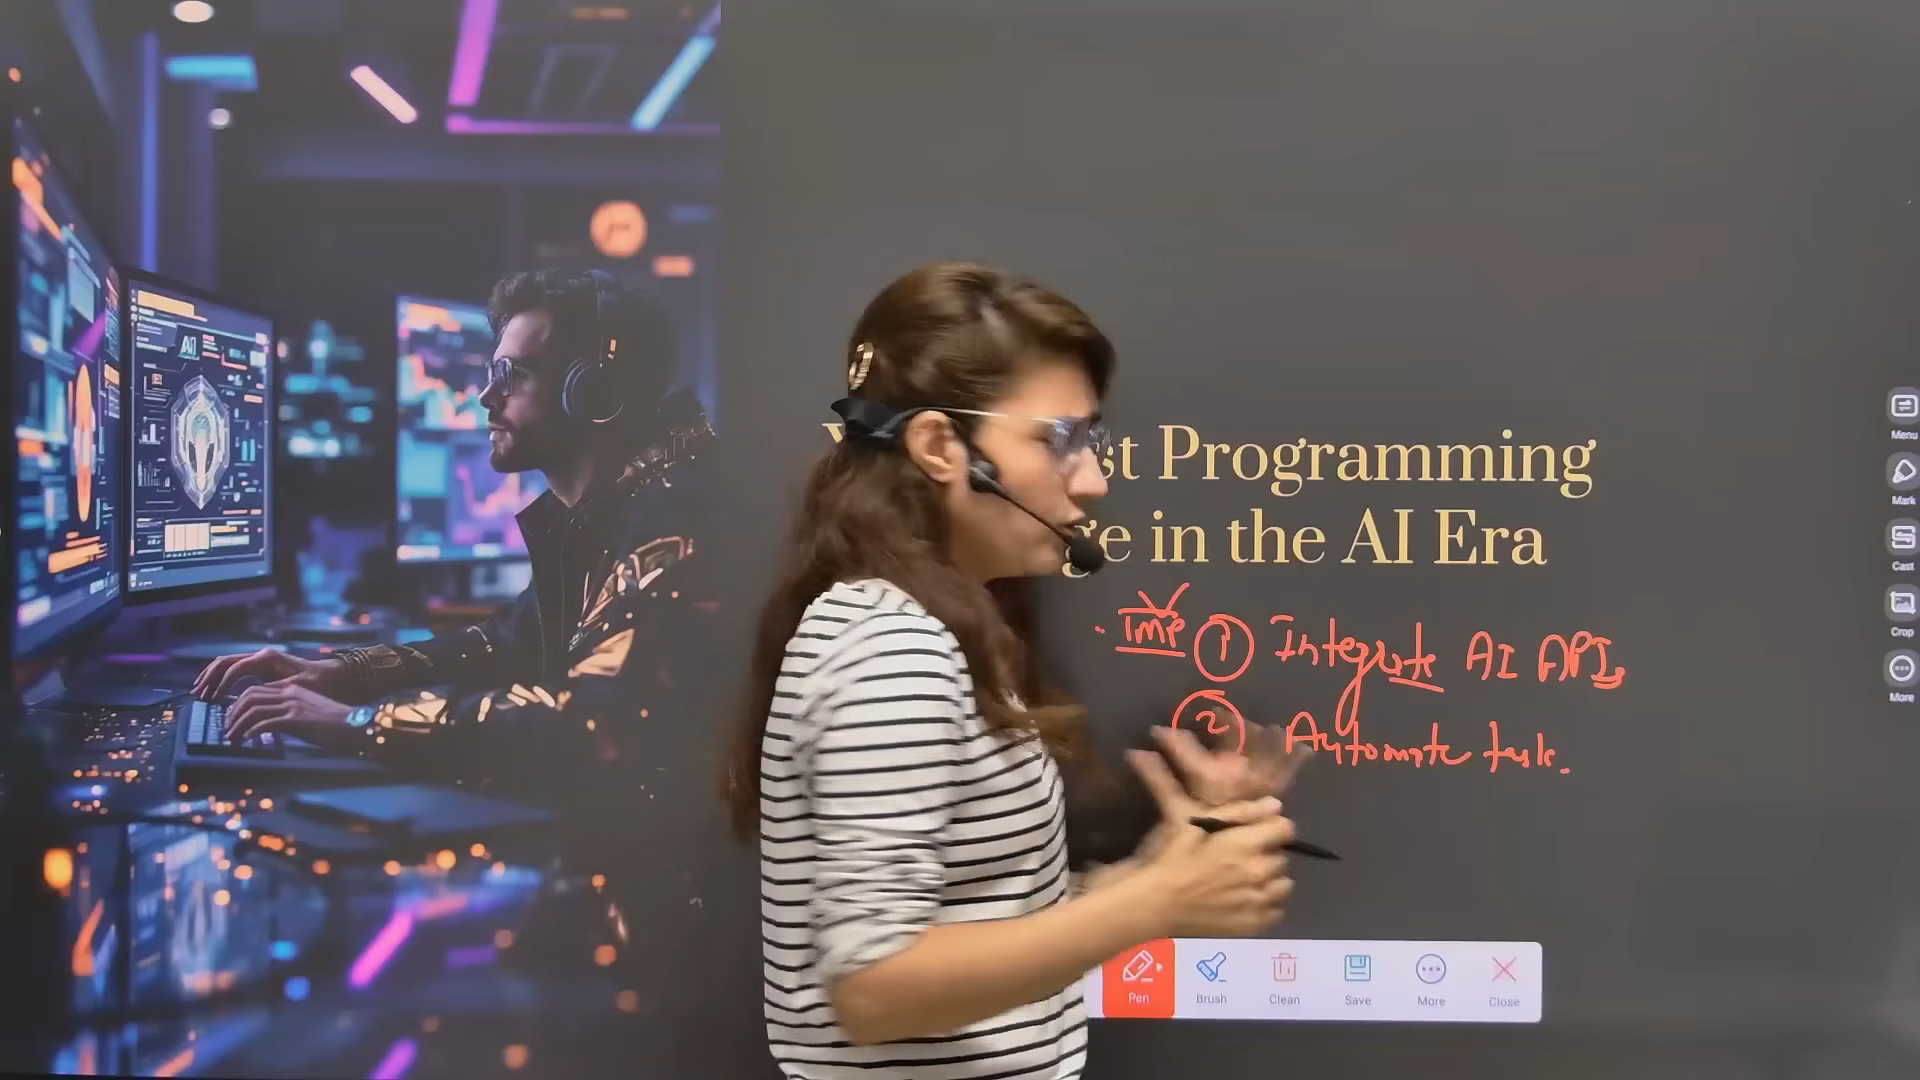 st Programming
ge in the AI Era
IMP ① Integrate AI APIs
② Automate task.
AI
Menu
Mark
Cast
Crop
More
Pen
Brush
Clean
Save
More
Close